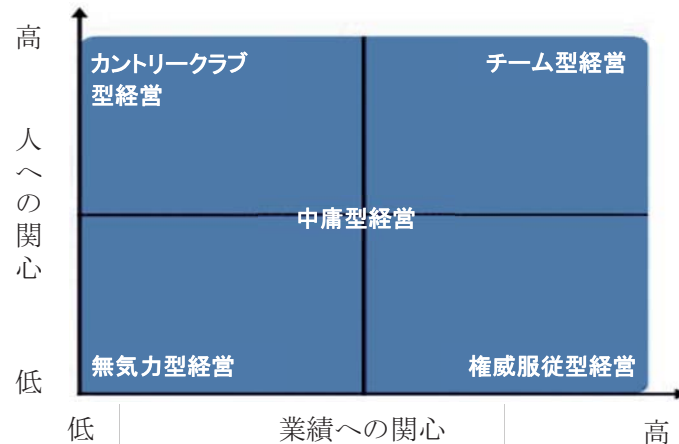 高
カントリークラブ
型経営
チーム型経営
人への関心
中庸型経営
無気力型経営
権威服従型経営
低
低
業績への関心
高